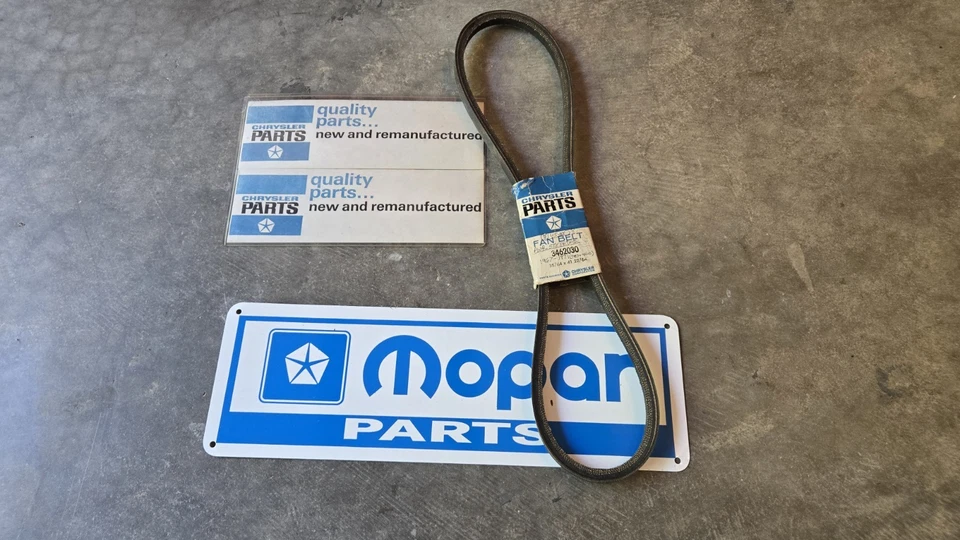 quality
parts...
CHRYSLER
PARTS
new and remanufactured
quality
parts...
CHRYSLER
PARTS
new and remanufactured
CHRYSLER
PARTS
FAN BELT
3462030
CHRYSLER
Mopar
PARTS